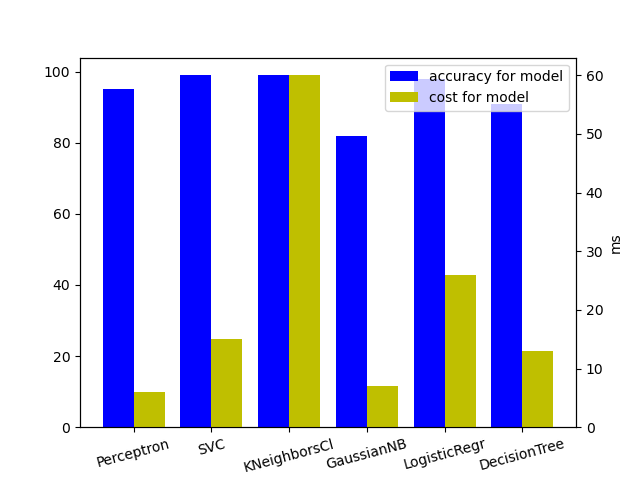 accuracy for model
cost for model
100
80
60
40
20
0
60
50
40
30
20
10
0
ms
Perceptron
SVC
KNeighborsCl
GaussianNB
LogisticRegr
DecisionTree